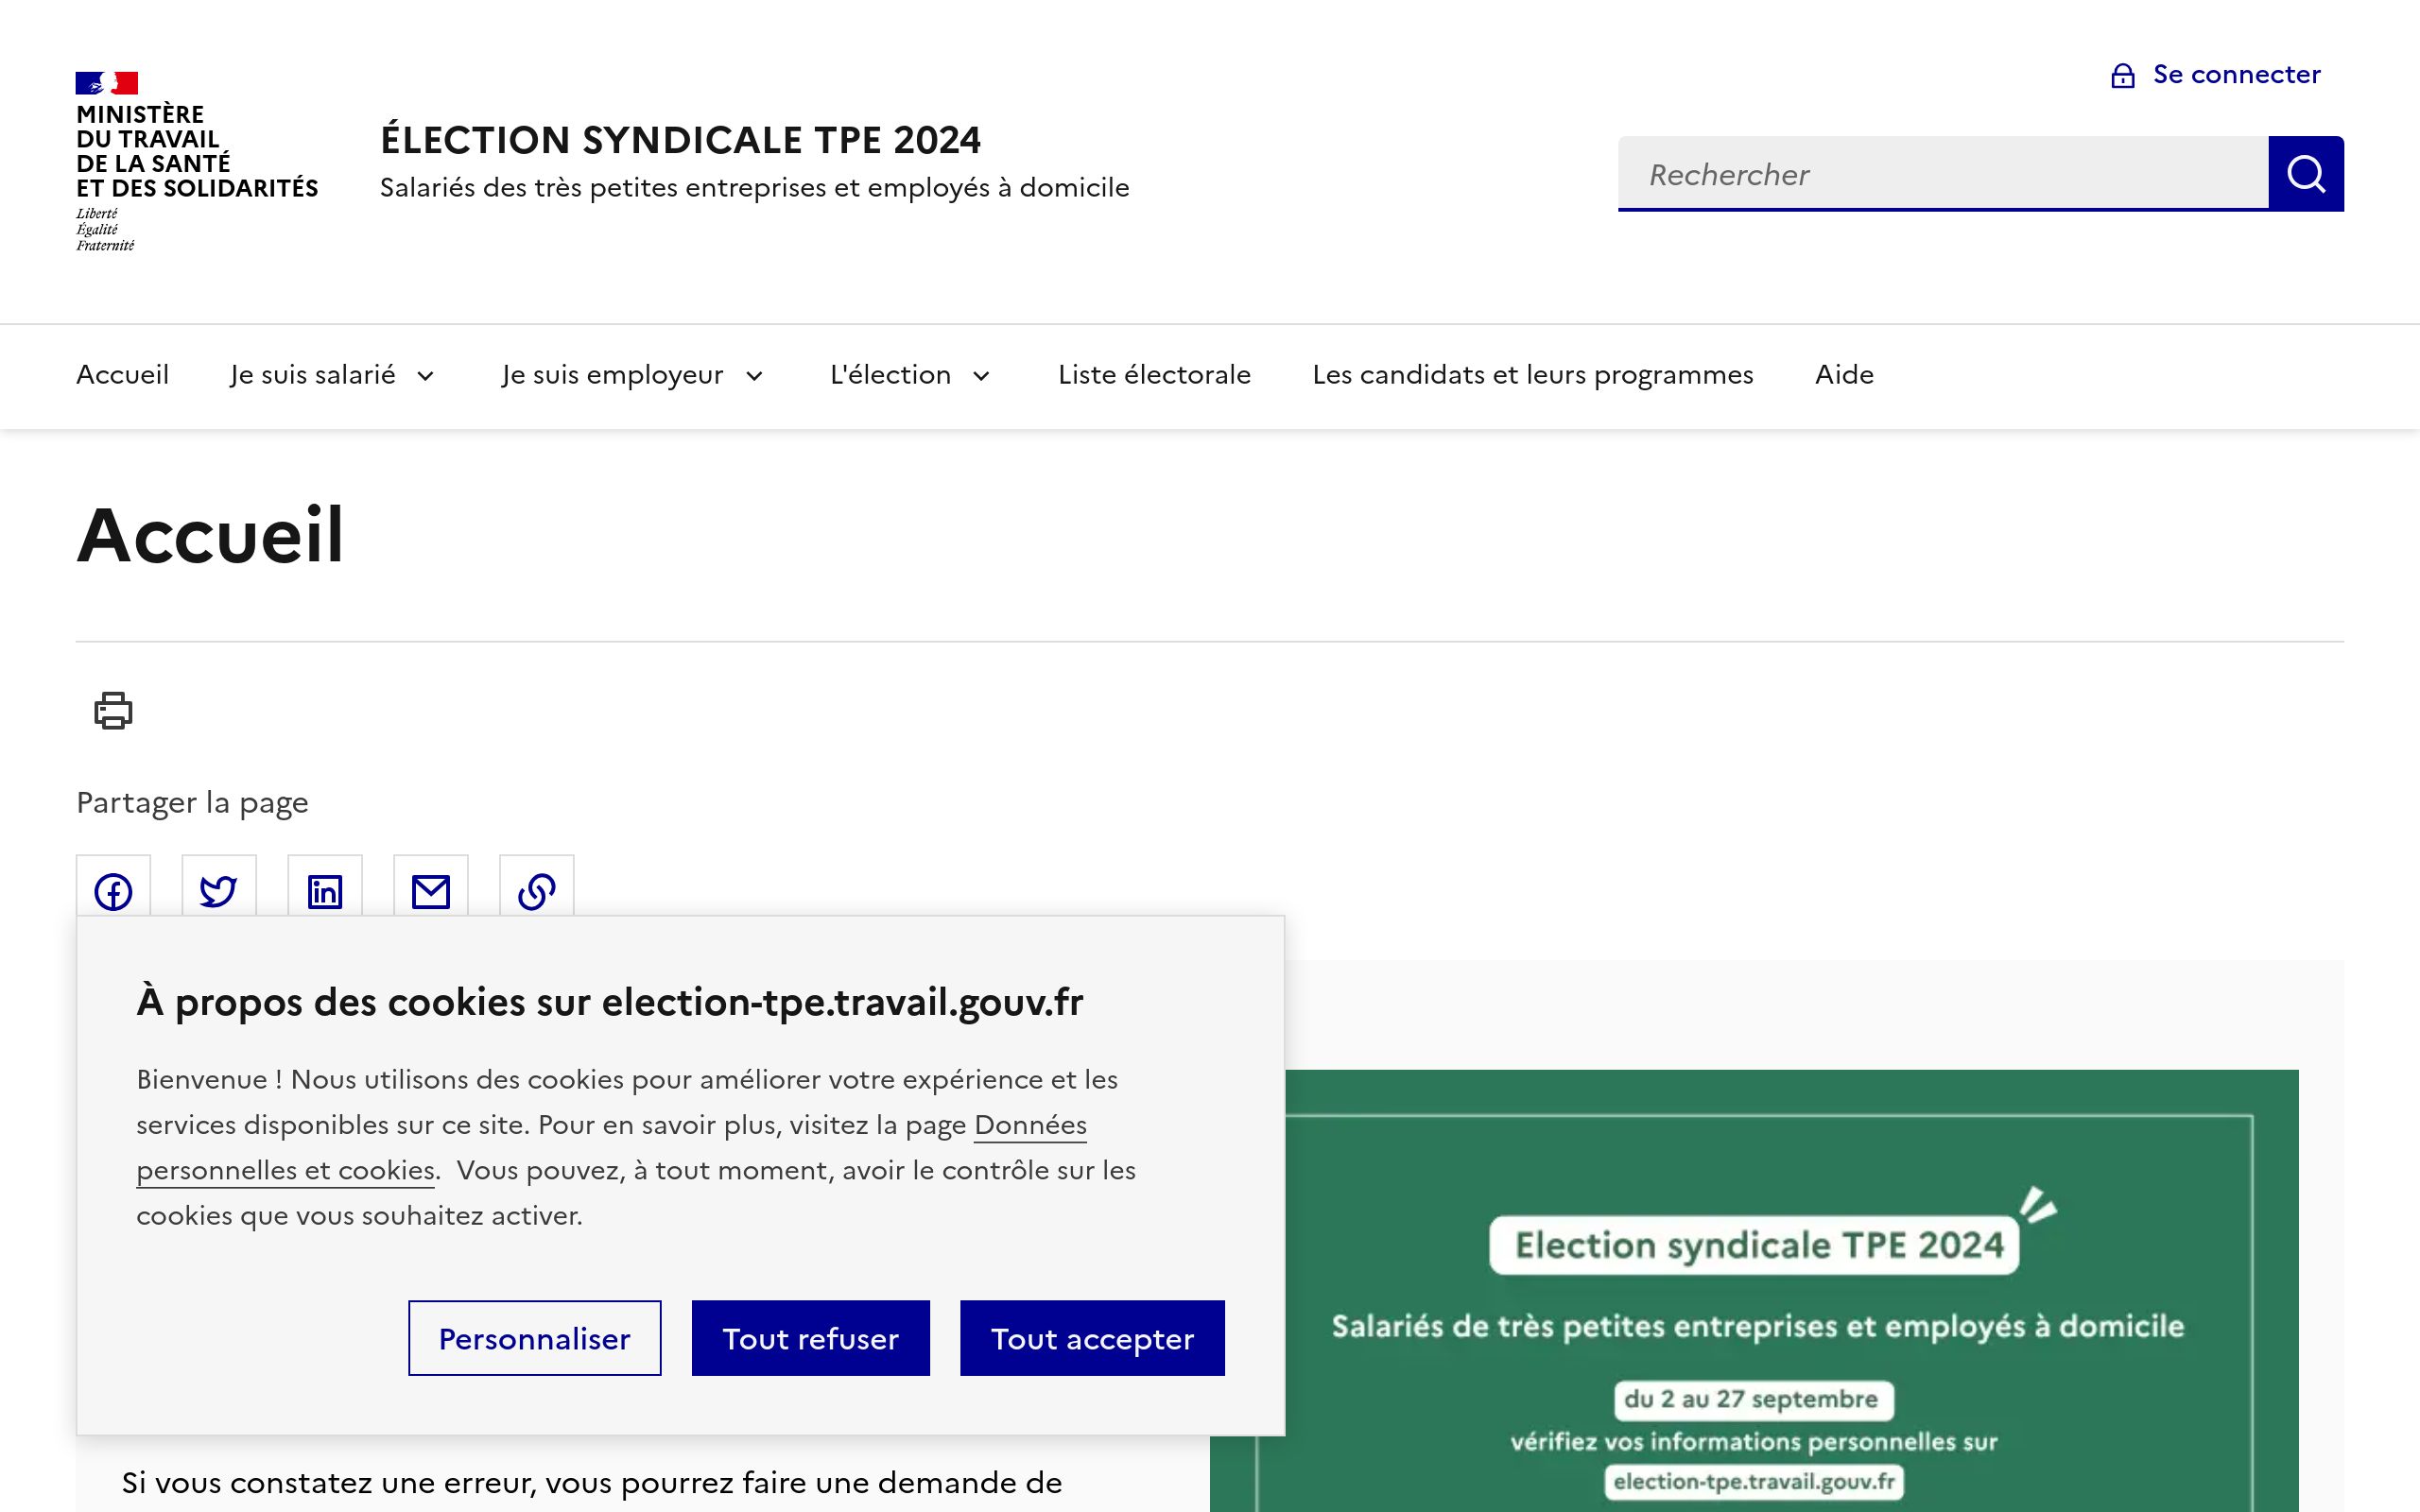 Se connecter
MINISTÈRE
DU TRAVAIL
DE LA SANTÉ
ET DES SOLIDARITÉS
Liberté
Égalité
Fraternité
ÉLECTION SYNDICALE TPE 2024
Salariés des très petites entreprises et employés à domicile
Rechercher
Accueil
Je suis salarié
Je suis employeur
L'élection
Liste électorale
Les candidats et leurs programmes
Aide
Accueil
Partager la page
À propos des cookies sur election-tpe.travail.gouv.fr
Bienvenue ! Nous utilisons des cookies pour améliorer votre expérience et les
services disponibles sur ce site. Pour en savoir plus, visitez la page Données
personnelles et cookies. Vous pouvez, à tout moment, avoir le contrôle sur les
cookies que vous souhaitez activer.
Personnaliser
Tout refuser
Tout accepter
Si vous constatez une erreur, vous pourrez faire une demande de
Election syndicale TPE 2024
Salariés de très petites entreprises et employés à domicile
du 2 au 27 septembre
vérifiez vos informations personnelles sur
election-tpe.travail.gouv.fr